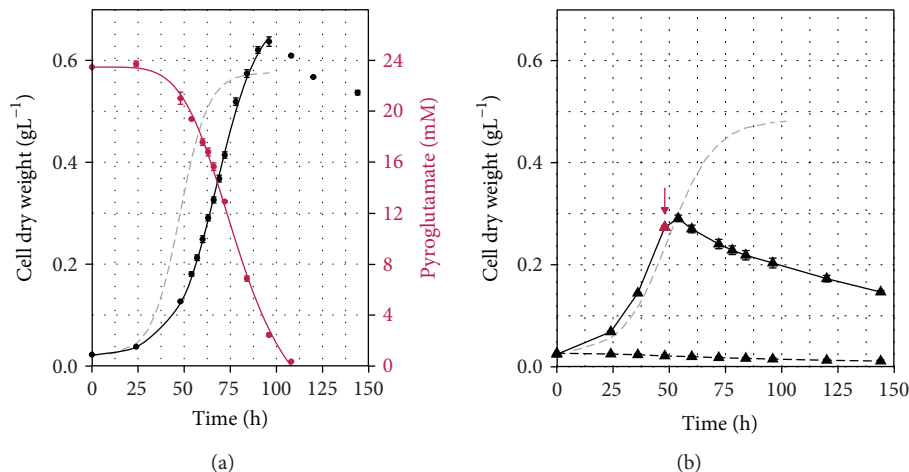 Cell dry weight (gL⁻¹)
0.6
0.4
0.2
0.0
24
20
16
12
8
4
0
Pyroglutamate (mM)
0 25 50 75 100 125 150
Time (h)
(a)
Cell dry weight (gL⁻¹)
0.6
0.4
0.2
0.0
0 25 50 75 100 125 150
Time (h)
(b)